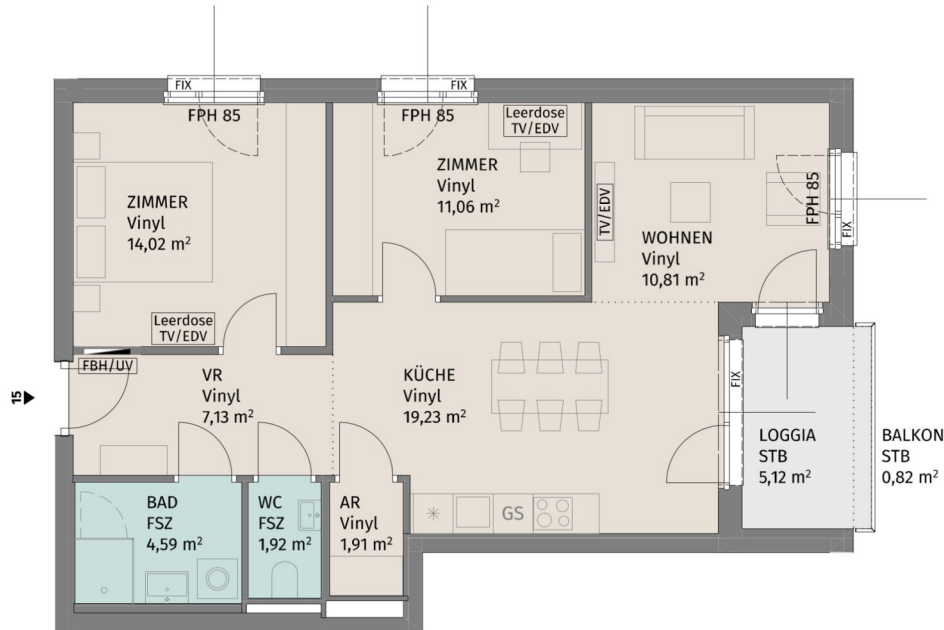 FIX
FPH 85
FIX
FPH 85
Leerdose
TV/EDV
ZIMMER
Vinyl
14,02 m²
ZIMMER
Vinyl
11,06 m²
TV/EDV
WOHNEN
Vinyl
10,81 m²
FPH 85
FIX
Leerdose
TV/EDV
FBH/UV
15
VR
Vinyl
7,13 m²
KÜCHE
Vinyl
19,23 m²
FIX
LOGGIA
STB
5,12 m²
BALKON
STB
0,82 m²
BAD
FSZ
4,59 m²
WC
FSZ
1,92 m²
AR
Vinyl
1,91 m²
GS